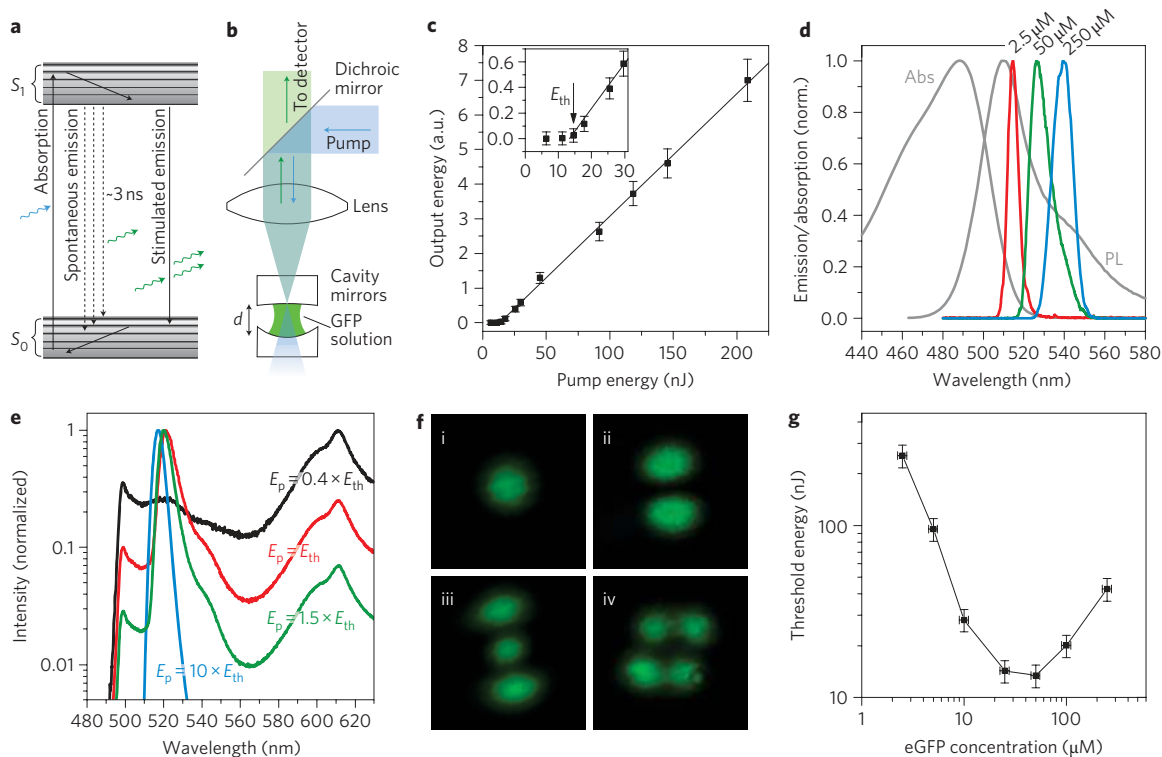 a
S1
Absorption
Spontaneous emission
~3 ns
Stimulated emission
S0
b
To detector
Dichroic
mirror
Pump
Lens
Cavity
mirrors
d
GFP
solution
c
Output energy (a.u.)
8
7
6
5
4
3
2
1
0
0.6
0.4
0.2
0.0
Eth
0 10 20 30
0 50 100 150 200
Pump energy (nJ)
d
2.5 µM
50 µM
250 µM
Abs
PL
Emission/absorption (norm.)
1.0
0.8
0.6
0.4
0.2
0.0
440 460 480 500 520 540 560 580
Wavelength (nm)
e
Intensity (normalized)
1
0.1
0.01
Ep = 0.4 × Eth
Ep = Eth
Ep = 1.5 × Eth
Ep = 10 × Eth
480 500 520 540 560 580 600 620
Wavelength (nm)
f
i
ii
iii
iv
g
Threshold energy (nJ)
100
10
1 10 100
eGFP concentration (µM)